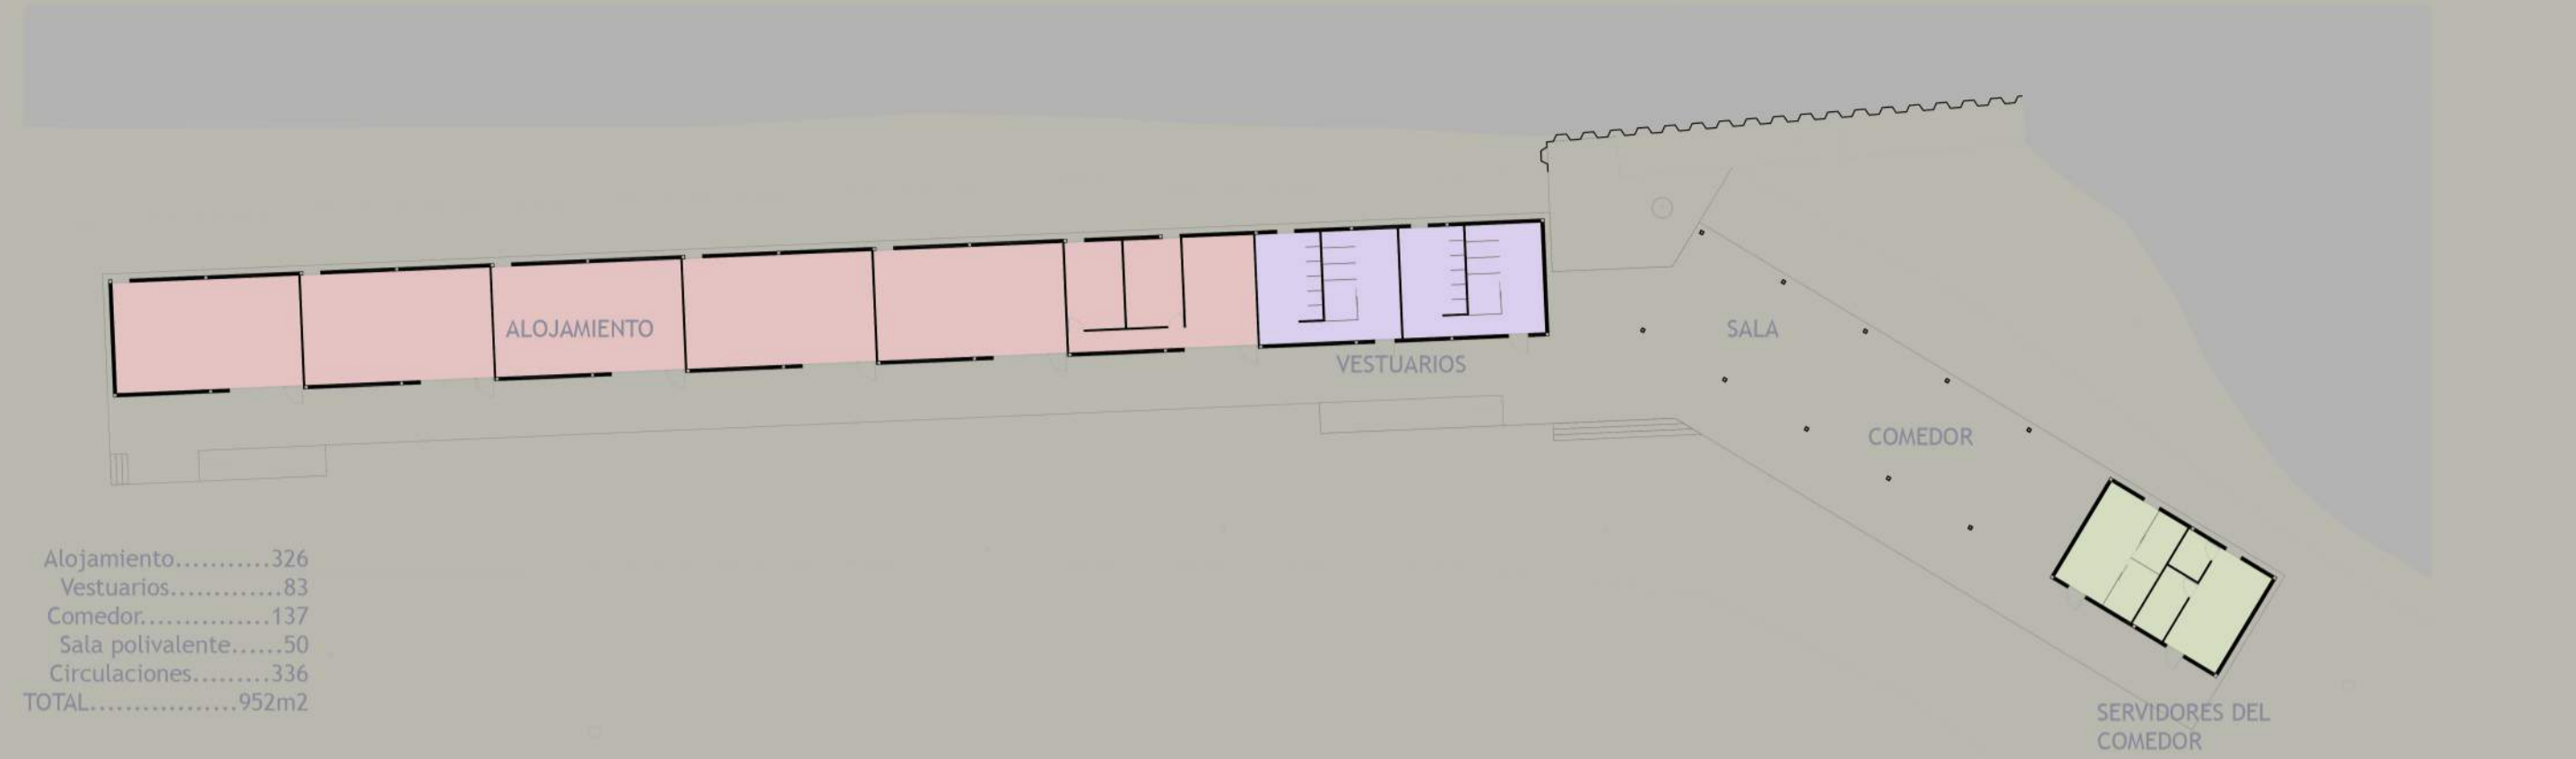 ALOJAMIENTO
VESTUARIOS
SALA
COMEDOR
Alojamiento...........326
Vestuarios.............83
Comedor...............137
Sala polivalente......50
Circulaciones.........336
TOTAL.................952m2
SERVIDORES DEL
COMEDOR